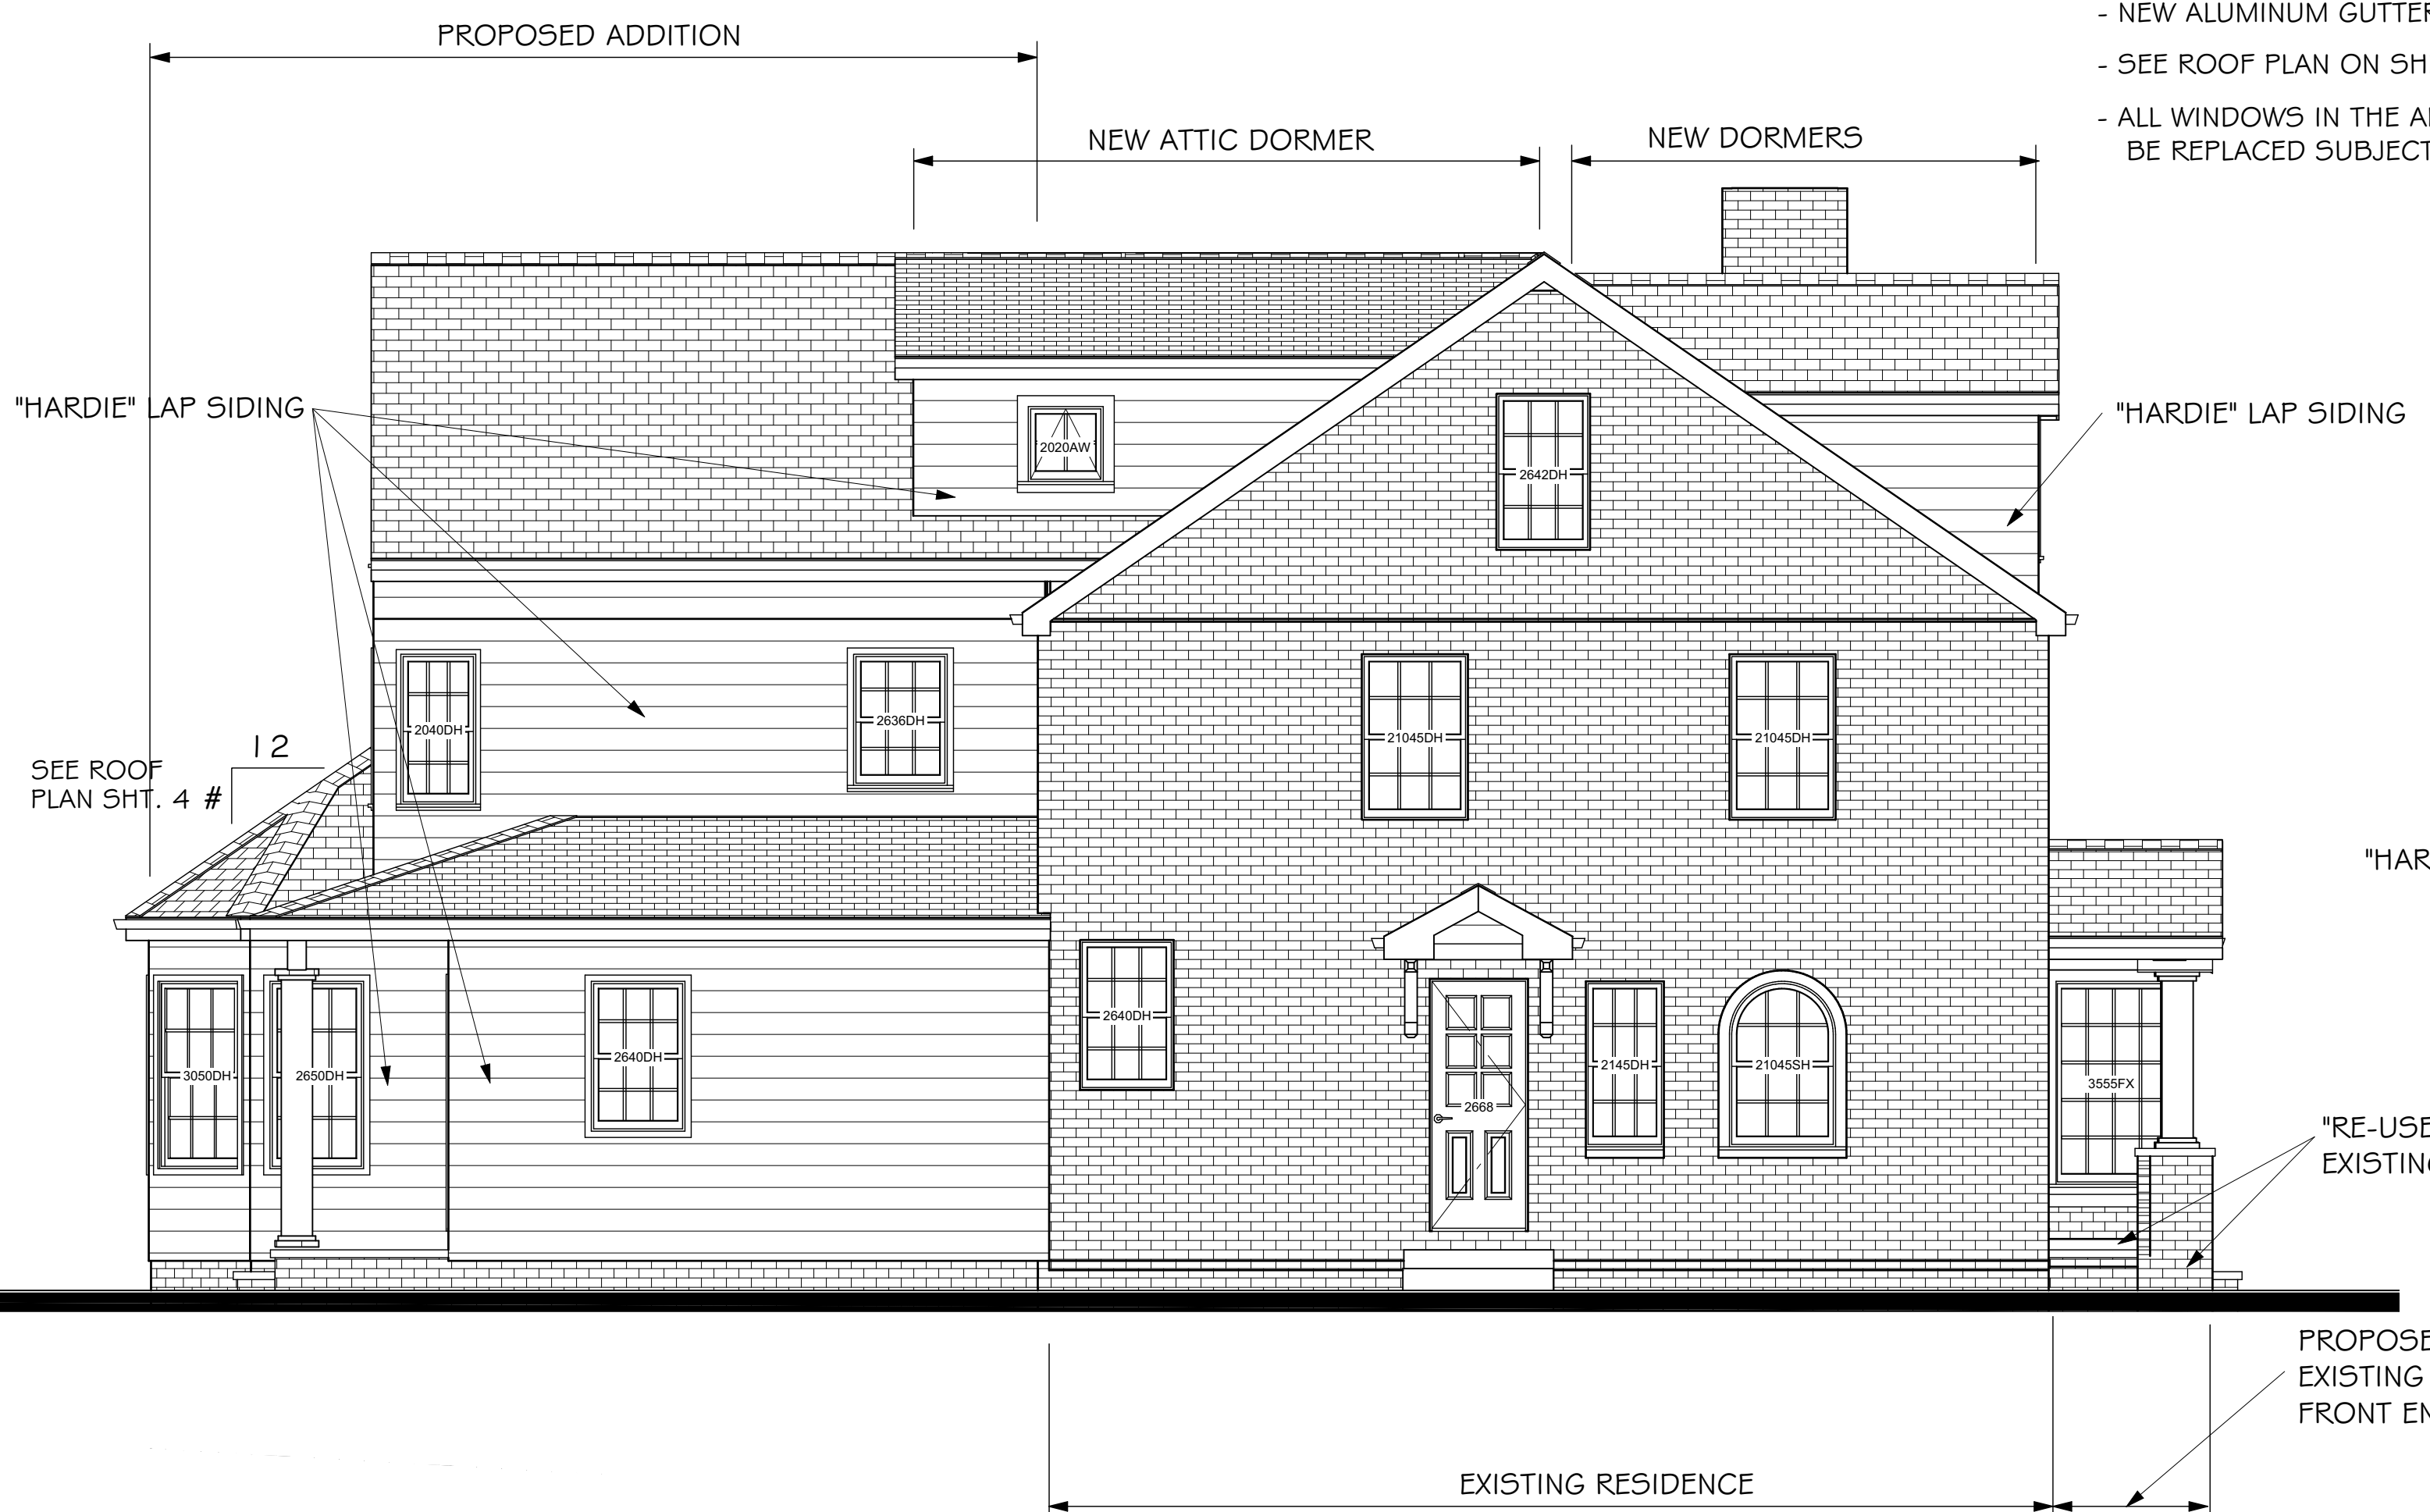 - NEW ALUMINUM GUTTER
- SEE ROOF PLAN ON SH
- ALL WINDOWS IN THE
BE REPLACED SUBJECT
PROPOSED ADDITION
NEW ATTIC DORMER
NEW DORMERS
"HARDIE" LAP SIDING
"HARDIE" LAP SIDING
2020AW
2642DH
2040DH
2636DH
21045DH
21045DH
12
SEE ROOF
PLAN SHT. 4 #
"HAR
3050DH
2650DH
2640DH
2640DH
2668
2145DH
21045SH
3555FX
"RE-USE
EXISTING
PROPOSE
EXISTING
FRONT EN
EXISTING RESIDENCE